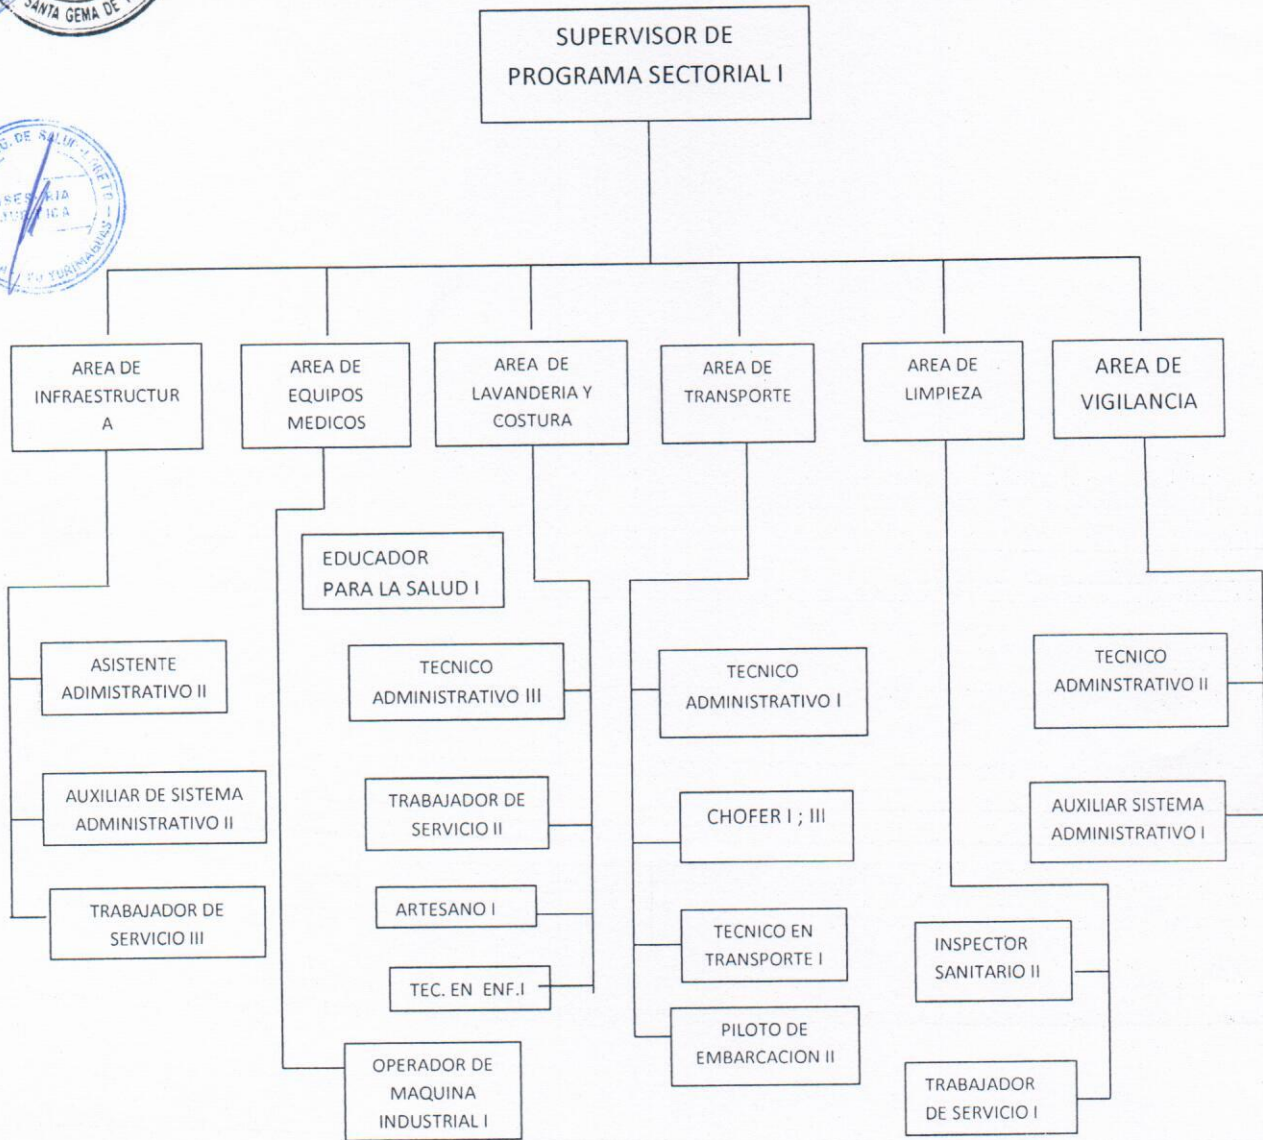 SANTA GEMA DE
SUPERVISOR DE
PROGRAMA SECTORIAL I
DE SALUD
YURIMAGUAS
AREA DE
INFRAESTRUCTUR
A
AREA DE
EQUIPOS
MEDICOS
AREA DE
LAVANDERIA Y
COSTURA
AREA DE
TRANSPORTE
AREA DE
LIMPIEZA
AREA DE
VIGILANCIA
EDUCADOR
PARA LA SALUD I
ASISTENTE
ADIMISTRATIVO II
TECNICO
ADMINISTRATIVO III
TECNICO
ADMINISTRATIVO I
TECNICO
ADMINSTRATIVO II
AUXILIAR DE SISTEMA
ADMINISTRATIVO II
TRABAJADOR DE
SERVICIO II
CHOFER I ; III
AUXILIAR SISTEMA
ADMINISTRATIVO I
TRABAJADOR DE
SERVICIO III
ARTESANO I
TECNICO EN
TRANSPORTE I
INSPECTOR
SANITARIO II
TEC. EN ENF.I
PILOTO DE
EMBARCACION II
OPERADOR DE
MAQUINA
INDUSTRIAL I
TRABAJADOR
DE SERVICIO I